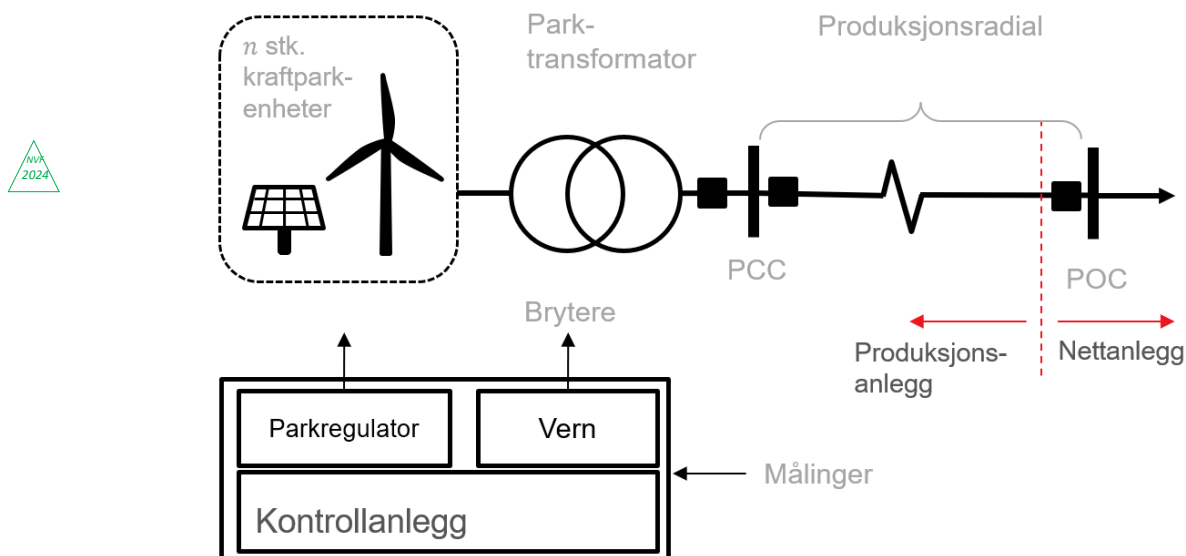 n stk.
kraftpark-
enheter
Park-
transformator
Produksjonsradial
NVF
2024
PCC
POC
Brytere
Produksjons-
anlegg
Nettanlegg
Parkregulator
Vern
Målinger
Kontrollanlegg